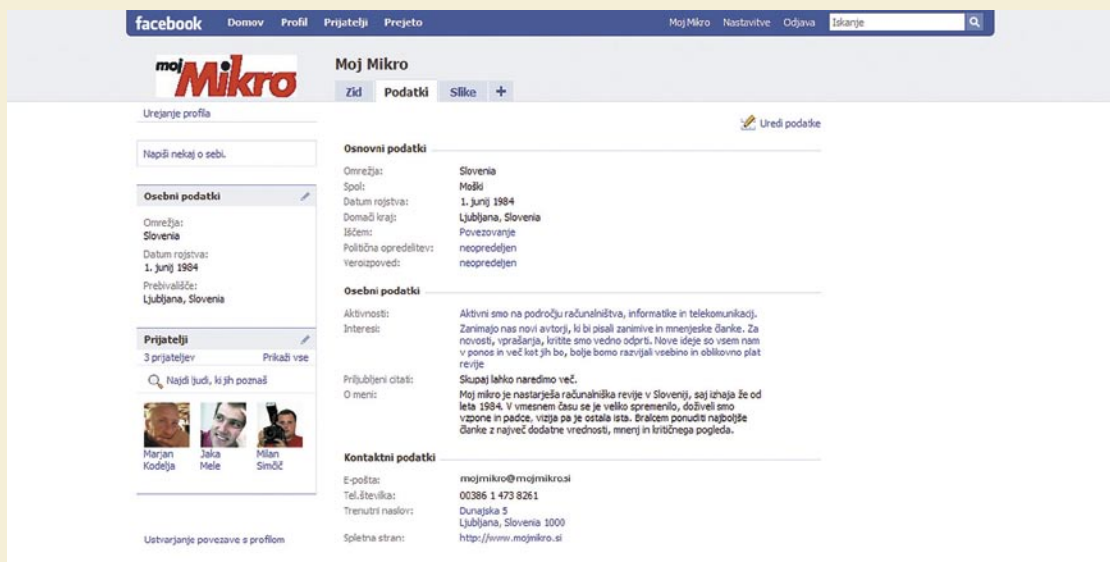 facebook Domov Profil Prijatelji Prejeto Moj Mikro Nastavitve Odjava Iskanje
moj Mikro
Moj Mikro
Zid Podatki Slike +
Urejanje profila
Napiši nekaj o sebi.
Osebni podatki
Omrežja:
Slovenia
Datum rojstva:
1. junij 1984
Prebivališče:
Ljubljana, Slovenia
Prijatelji
3 prijateljev Prikaži vse
Najdi ljudi, ki jih poznaš
Marjan Kodelja
Jaka Mele
Milan Simčič
Ustvarjanje povezave s profilom
Uredi podatke
Osnovni podatki
Omrežja: Slovenia
Spol: Moški
Datum rojstva: 1. junij 1984
Domači kraj: Ljubljana, Slovenia
Iščem: Povezovanje
Politična opredelitev: neopredeljen
Veroizpoved: neopredeljen
Osebni podatki
Aktivnosti: Aktivni smo na področju računalništva, informatike in telekomunikacij.
Interesi: Zanimajo nas novi avtorji, ki bi pisali zanimive in mnenjeske članke. Za
novosti, vprašanja, kritite smo vedno odprti. Nove ideje so vsem nam
v ponos in več kot jih bo, bolje bomo razvijali vsebino in oblikovno plat
revije
Priljubljeni citati: Skupaj lahko naredimo več.
O meni: Moj mikro je nastarejša računalniška revije v Sloveniji, saj izhaja že od
leta 1984. V vmesnem času se je veliko spremenilo, doživeli smo
vzpone in padce, vizija pa je ostala ista. Bralcem ponuditi najboljše
članke z največ dodatne vrednosti, mnenj in kritičnega pogleda.
Kontaktni podatki
E-pošta: mojmikro@mojmikro.si
Tel.številka: 00386 1 473 8261
Trenutni naslov: Dunajska 5
Ljubljana, Slovenia 1000
Spletna stran: http://www.mojmikro.si